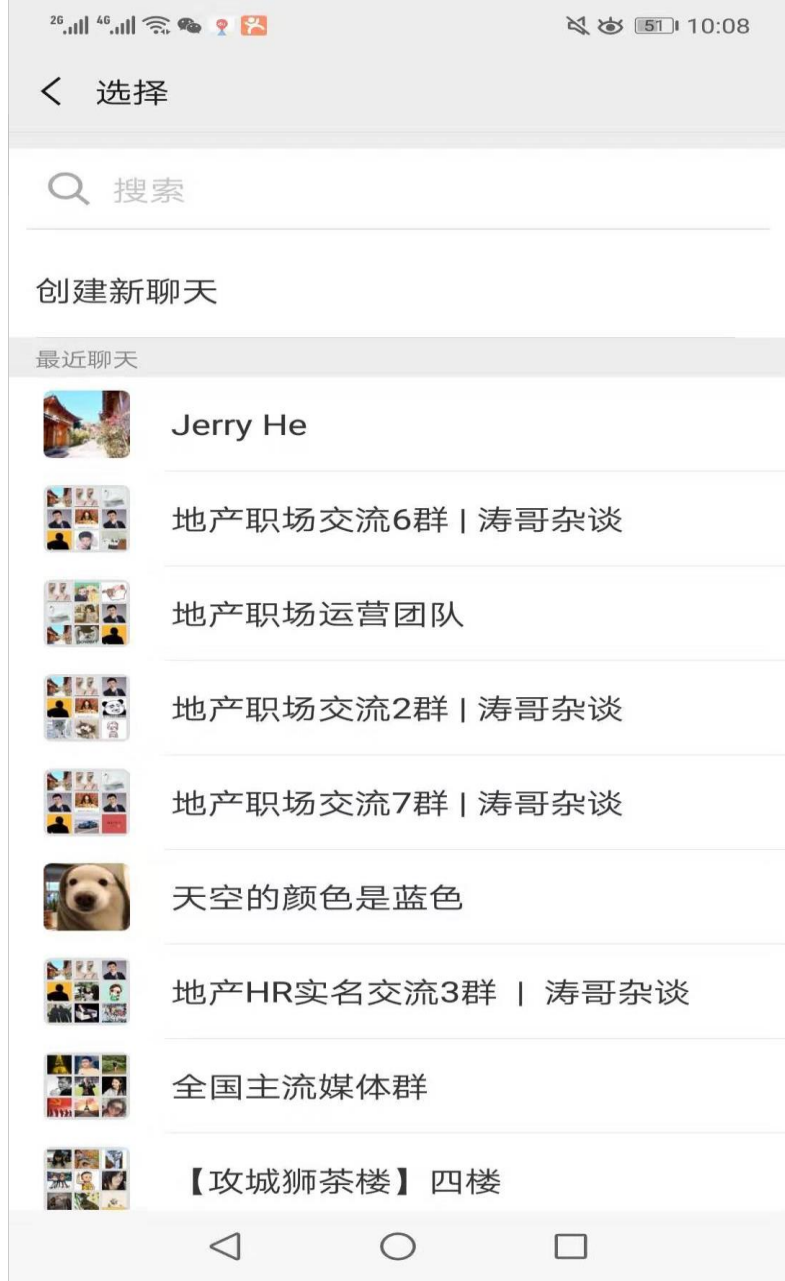 2G 4G 51 10:08
选择
搜索
创建新聊天
最近聊天
Jerry He
地产职场交流6群 | 涛哥杂谈
地产职场运营团队
地产职场交流2群 | 涛哥杂谈
地产职场交流7群 | 涛哥杂谈
天空的颜色是蓝色
地产HR实名交流3群 | 涛哥杂谈
全国主流媒体群
【攻城狮茶楼】四楼